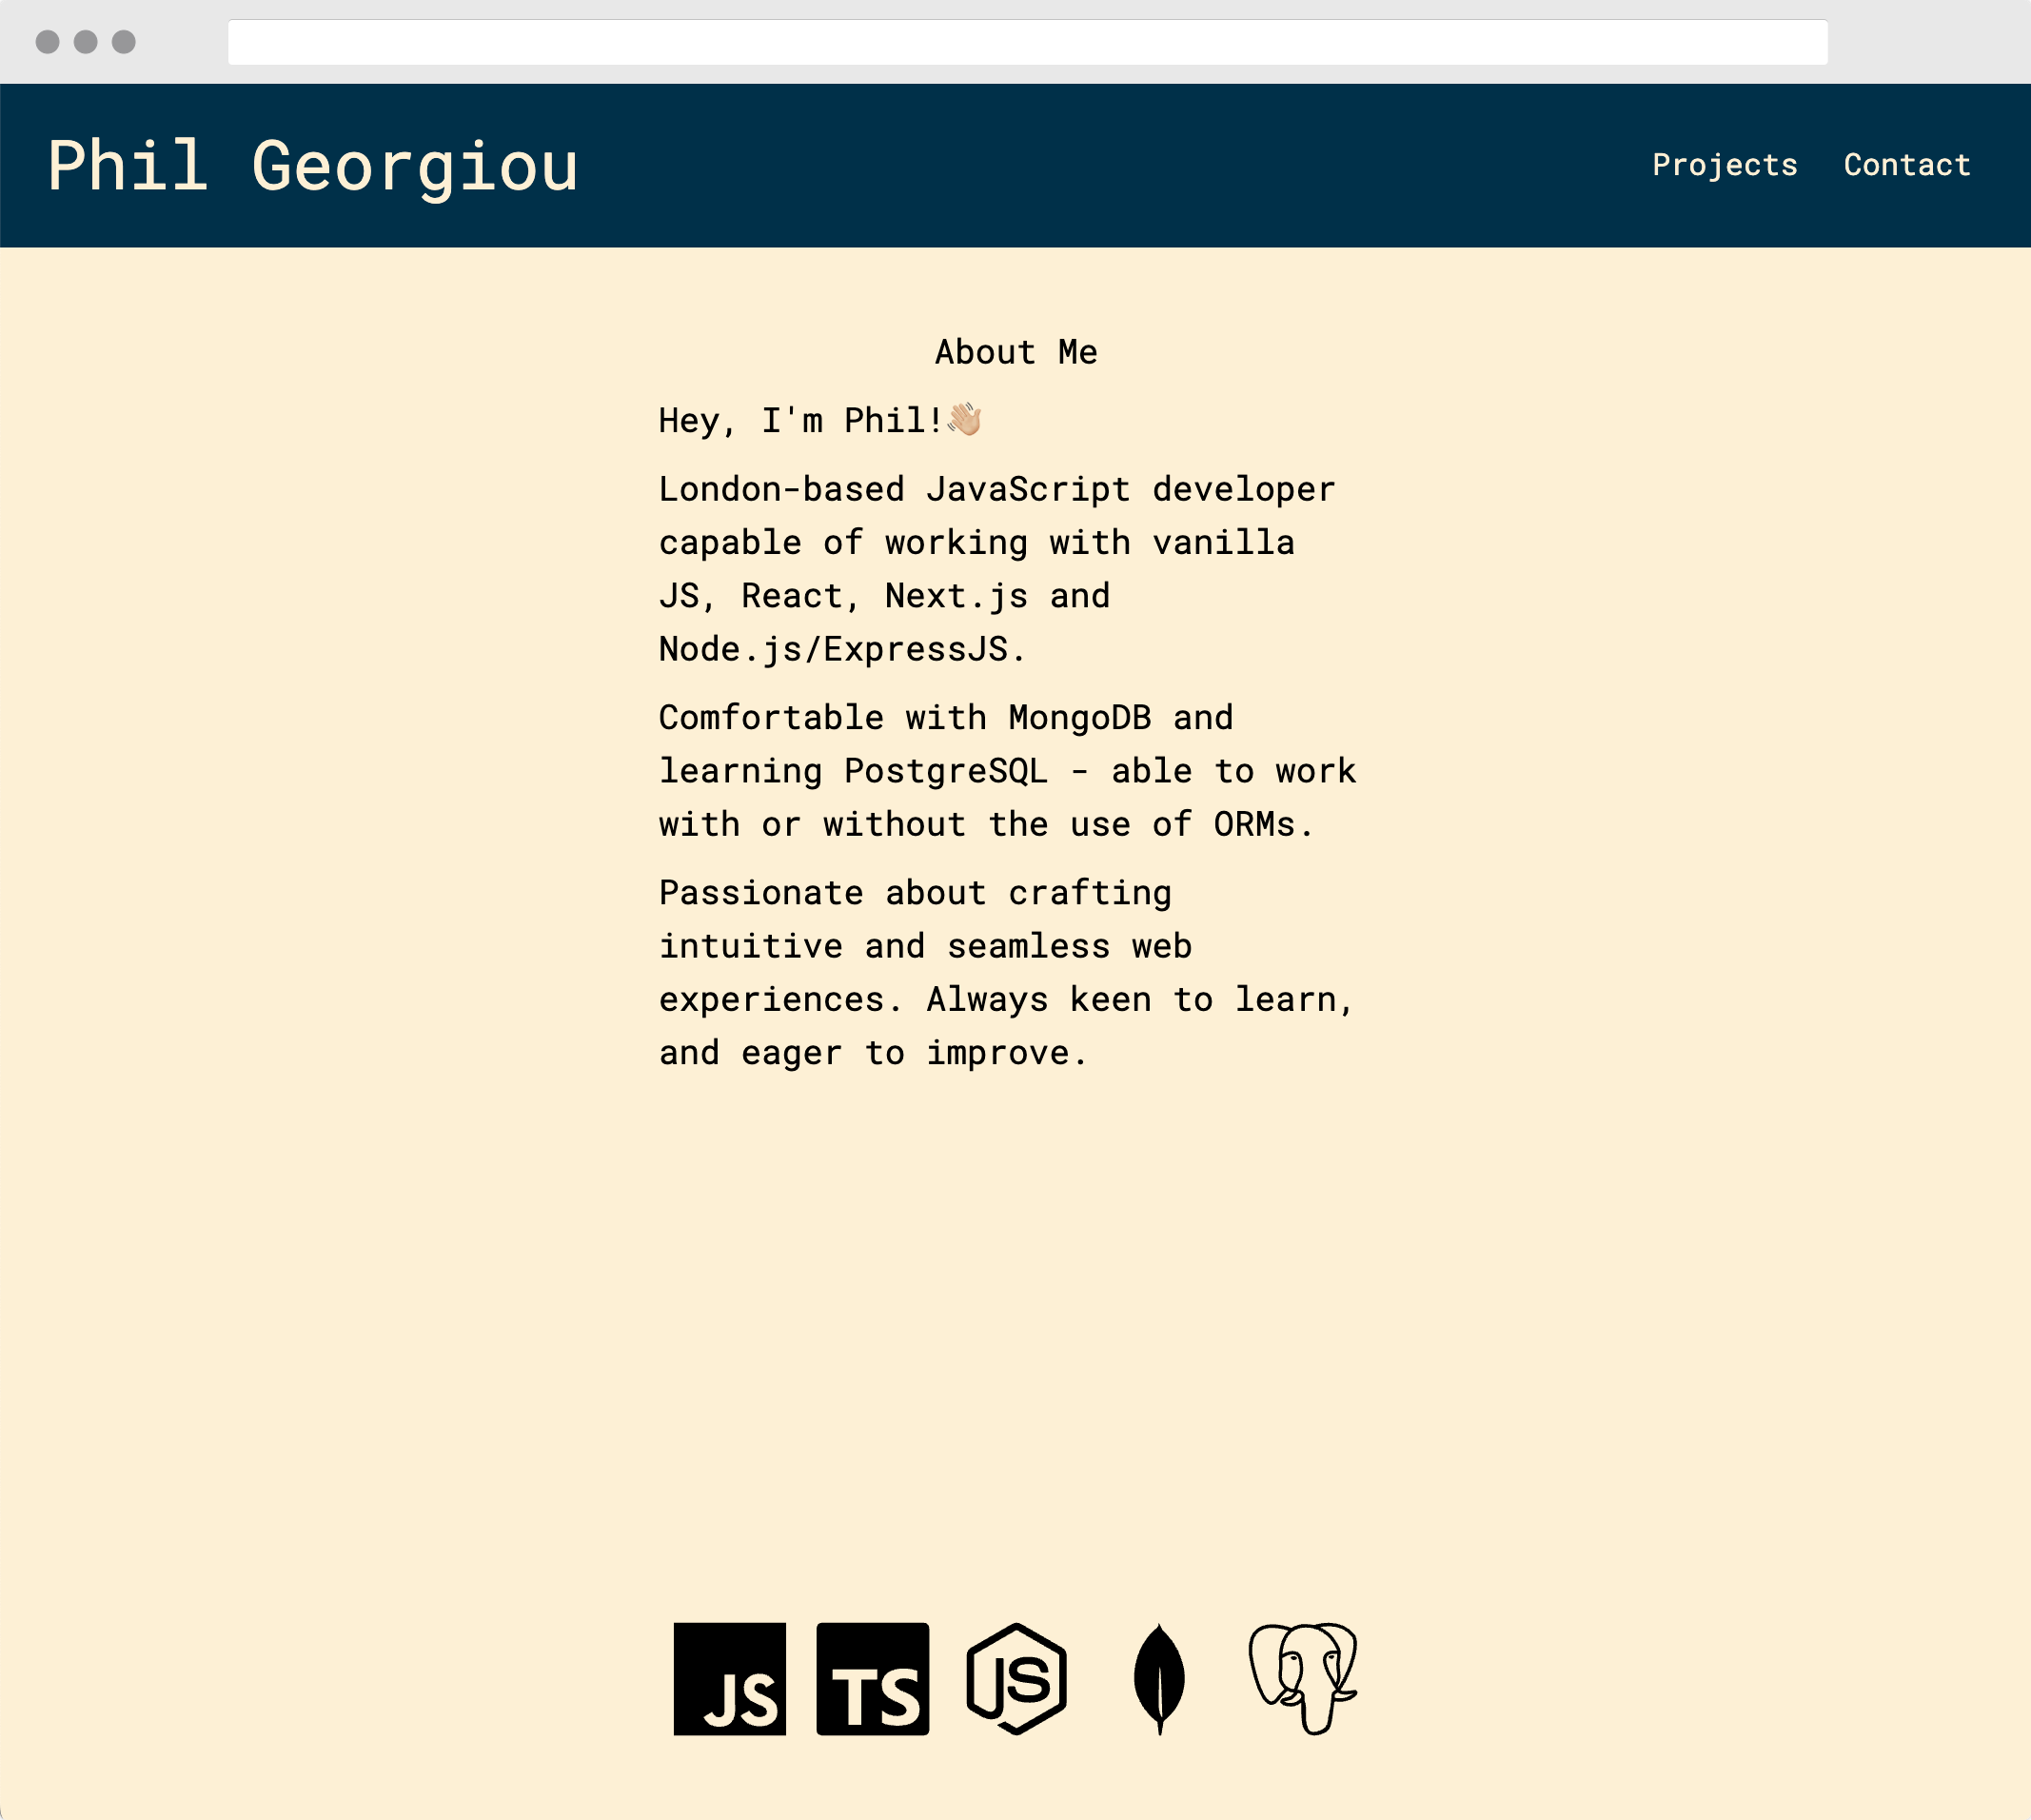 Phil Georgiou
Projects Contact
About Me
Hey, I'm Phil!👋🏼
London-based JavaScript developer
capable of working with vanilla
JS, React, Next.js and
Node.js/ExpressJS.
Comfortable with MongoDB and
learning PostgreSQL - able to work
with or without the use of ORMs.
Passionate about crafting
intuitive and seamless web
experiences. Always keen to learn,
and eager to improve.
JS TS JS